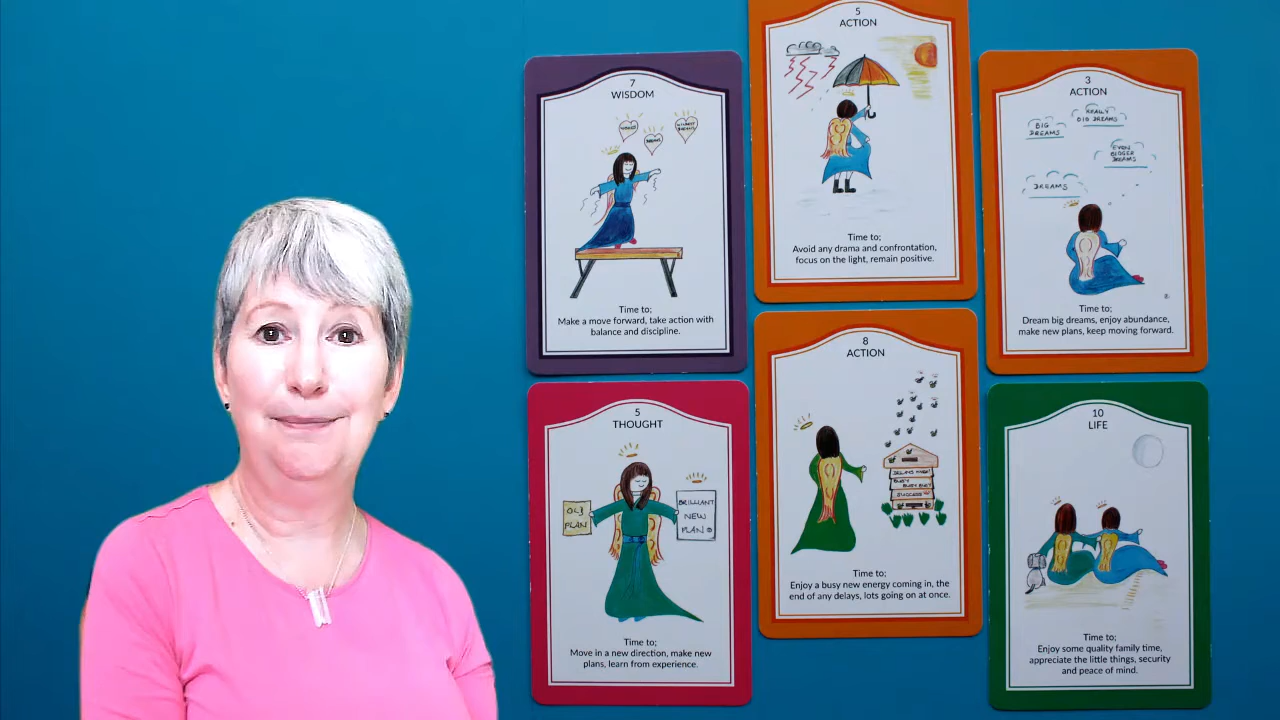 7
WISDOM
DREAMS
Time to;
Make a move forward, take action with
balance and discipline.
5
ACTION
Time to;
Avoid any drama and confrontation,
focus on the light, remain positive.
3
ACTION
BIG
DREAMS
REALLY
BIG DREAMS
EVEN
BIGGER
DREAMS
DREAMS
Time to;
Dream big dreams, enjoy abundance,
make new plans, keep moving forward.
5
THOUGHT
OLD
PLAN
BRILLIANT
NEW
PLAN
Time to;
Move in a new direction, make new
plans, learn from experience.
8
ACTION
BUSY
BUSY BUSY
SUCCESS
Time to;
Enjoy a busy new energy coming in, the
end of any delays, lots going on at once.
10
LIFE
Time to;
Enjoy some quality family time,
appreciate the little things, security
and peace of mind.